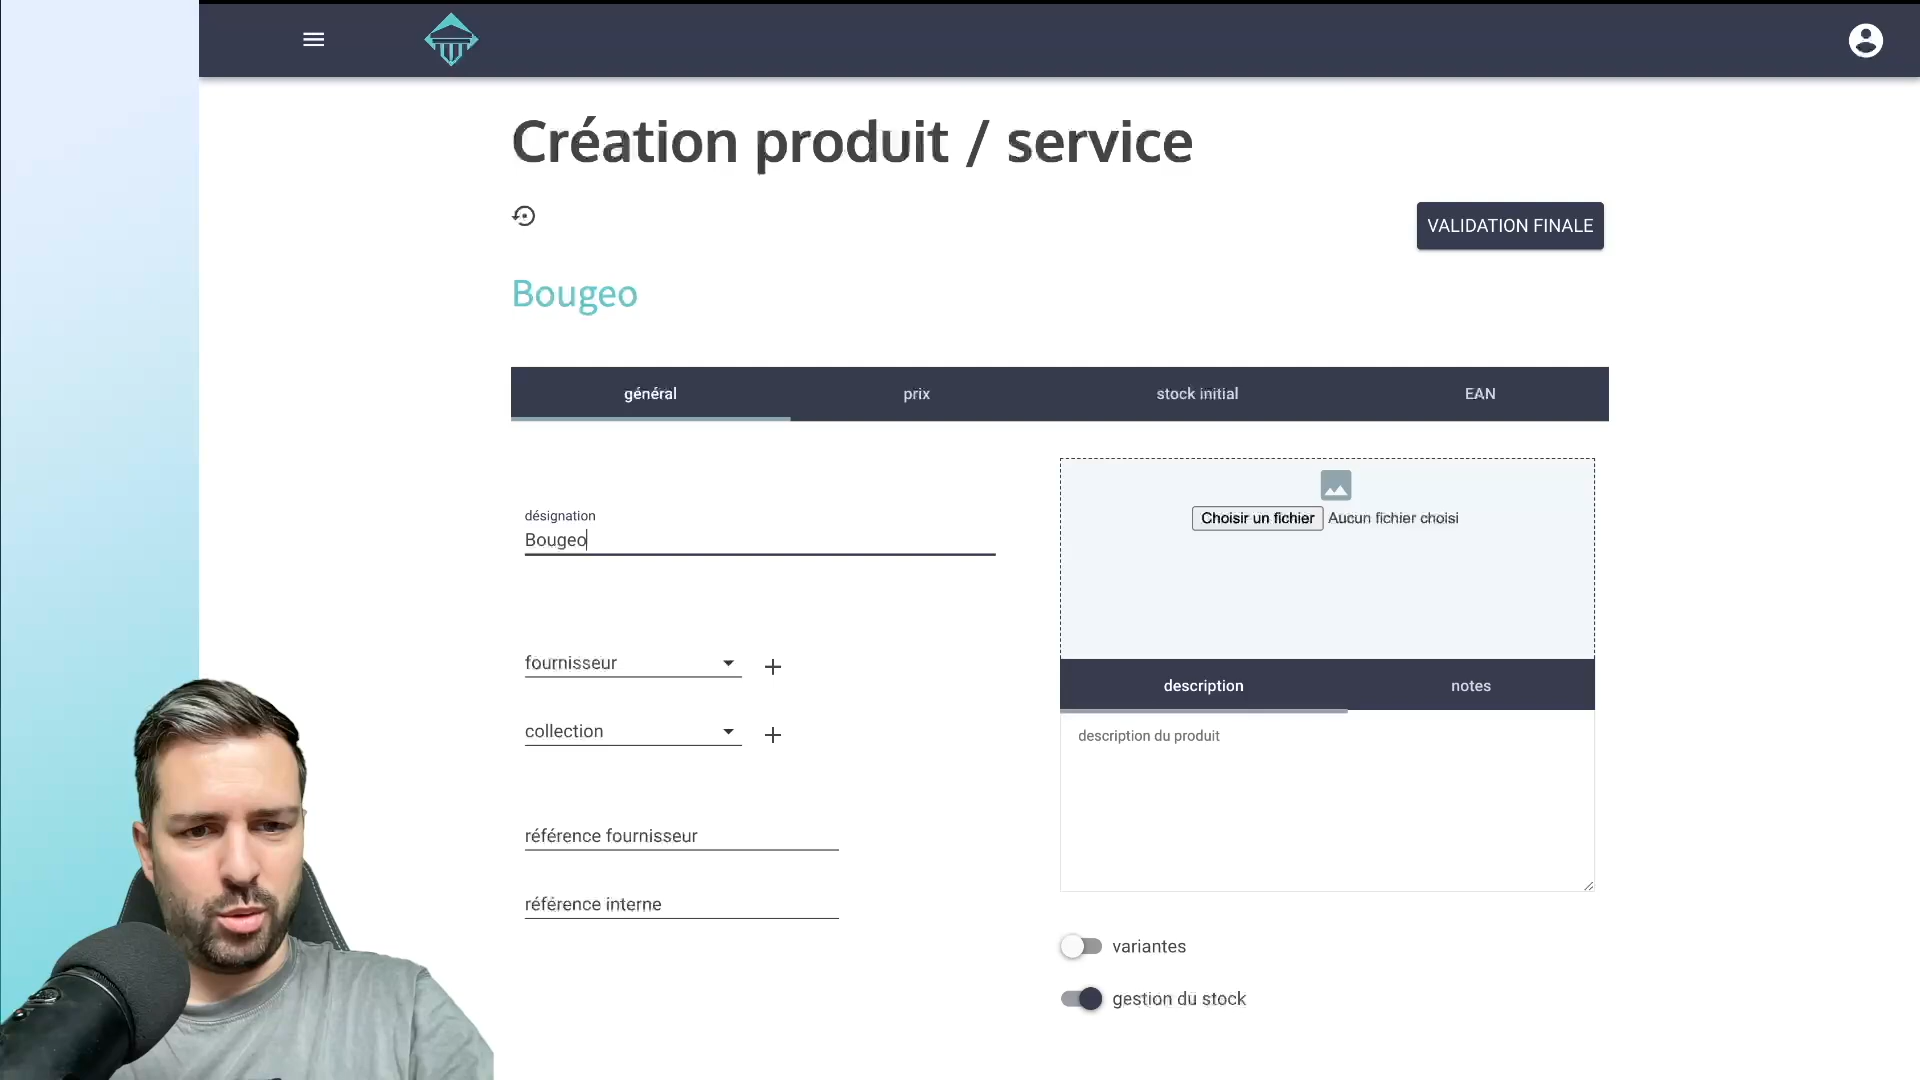 Création produit / service
VALIDATION FINALE
Bougeo
général
prix
stock initial
EAN
désignation
Bougeo
Choisir un fichier Aucun fichier choisi
fournisseur
collection
description
notes
description du produit
référence fournisseur
référence interne
variantes
gestion du stock